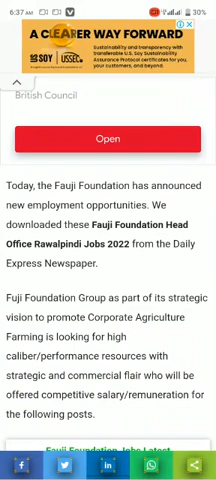 6:37 AM
30%
A CLEARER WAY FORWARD
SOY USSEC
Sustainability and transparency with
transferable U.S. Soy Sustainability
Assurance Protocol certificates for you,
your customers, and beyond.
British Council
Open
Today, the Fauji Foundation has announced
new employment opportunities. We
downloaded these Fauji Foundation Head
Office Rawalpindi Jobs 2022 from the Daily
Express Newspaper.
Fuji Foundation Group as part of its strategic
vision to promote Corporate Agriculture
Farming is looking for high
caliber/performance resources with
strategic and commercial flair who will be
offered competitive salary/remuneration for
the following posts.
Fauji Foundation Jobs Latest